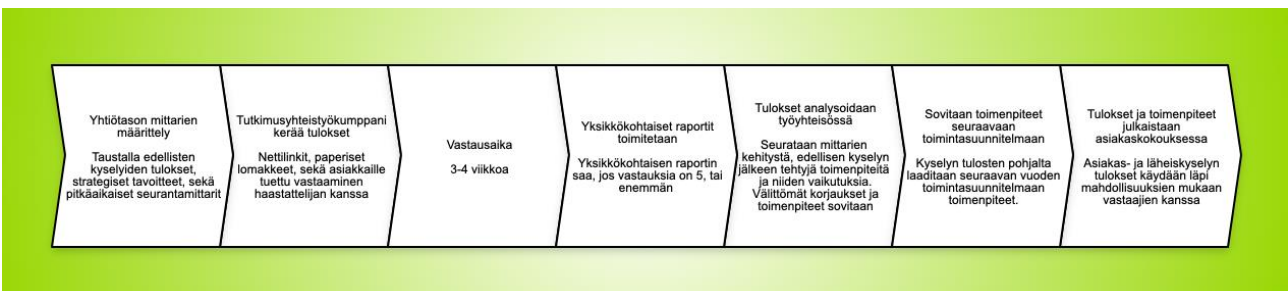 Yhtiötason mittarien
määrittely
Taustalla edellisten
kyselyiden tulokset,
strategiset tavoitteet, sekä
pitkäaikaiset seurantamittarit
Tutkimusyhteistyökumppani
kerää tulokset
Nettilinkit, paperiset
lomakkeet, sekä asiakkaille
tuettu vastaaminen
haastattelijan kanssa
Vastausaika
3-4 viikkoa
Yksikkökohtaiset raportit
toimitetaan
Yksikkökohtaisen raportin
saa, jos vastauksia on 5, tai
enemmän
Tulokset analysoidaan
työyhteisössä
Seurataan mittarien
kehitystä, edellisen kyselyn
jälkeen tehtyjä toimenpiteitä
ja niiden vaikutuksia.
Välittömät korjaukset ja
toimenpiteet sovitaan
Sovitaan toimenpiteet
seuraavaan
toimintasuunnitelmaan
Kyselyn tulosten pohjalta
laaditaan seuraavan vuoden
toimintasuunnitelmaan
toimenpiteet.
Tulokset ja toimenpiteet
julkaistaan
asiakaskokouksessa
Asiakas- ja läheiskyselyn
tulokset käydään läpi
mahdollisuuksien mukaan
vastaajien kanssa